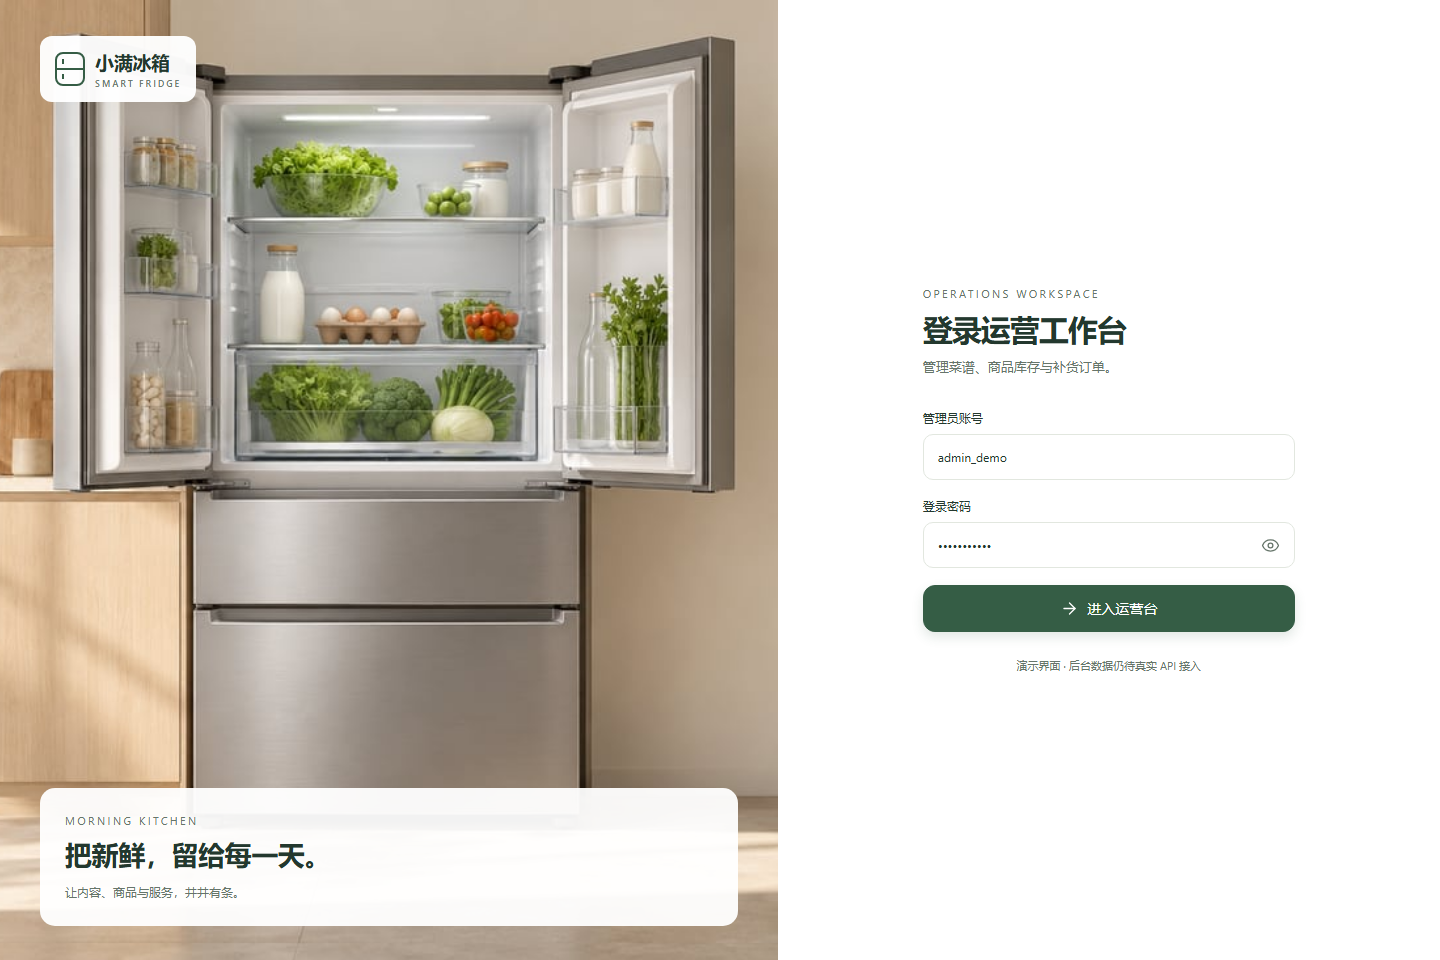 小满冰箱
SMART FRIDGE
MORNING KITCHEN
把新鲜，留给每一天。
让内容、商品与服务，井井有条。
OPERATIONS WORKSPACE
登录运营工作台
管理菜谱、商品库存与补货订单。
管理员账号
admin_demo
登录密码
•••••••••••
进入运营台
演示界面 · 后台数据仍待真实 API 接入